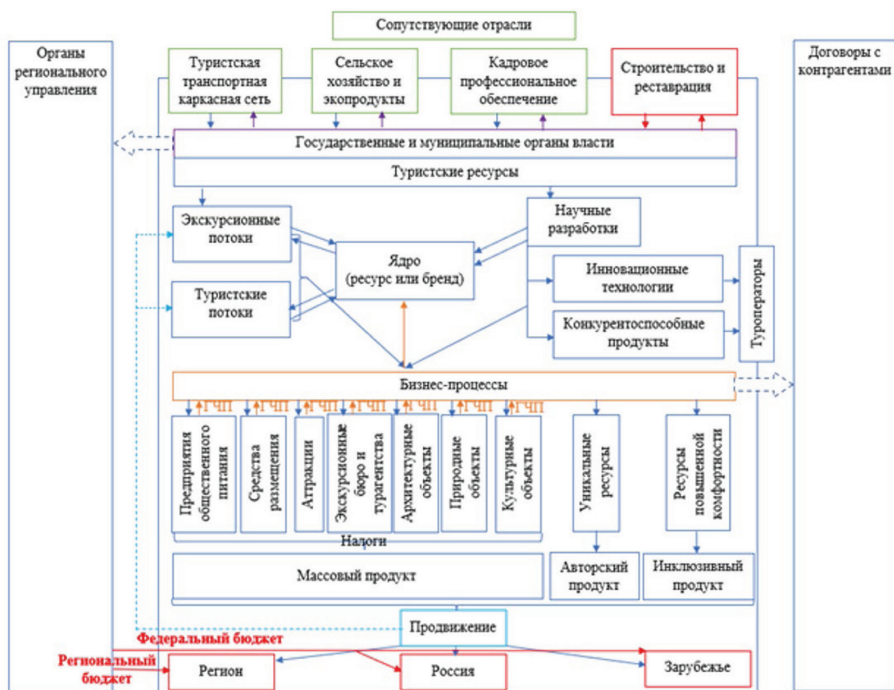 Сопутствующие отрасли
Органы
регионального
управления
Договоры с
контрагентами
Туристская
транспортная
каркасная сеть
Сельское
хозяйство и
экопродукты
Кадровое
профессиональное
обеспечение
Строительство и
реставрация
Государственные и муниципальные органы власти
Туристские ресурсы
Экскурсионные
потоки
Научные
разработки
Ядро
(ресурс или бренд)
Туристские
потоки
Инновационные
технологии
Конкурентоспособные
продукты
Туроператоры
Бизнес-процессы
ГЧП
ГЧП
ГЧП
ГЧП
ГЧП
ГЧП
ГЧП
Предприятия
общественного
питания
Средства
размещения
Аттракции
Экскурсионные
бюро и
турагентства
Архитектурные
объекты
Природные
объекты
Культурные
объекты
Уникальные
ресурсы
Ресурсы
повышенной
комфортности
Налоги
Массовый продукт
Авторский
продукт
Инклюзивный
продукт
Продвижение
Федеральный бюджет
Региональный
бюджет
Регион
Россия
Зарубежье